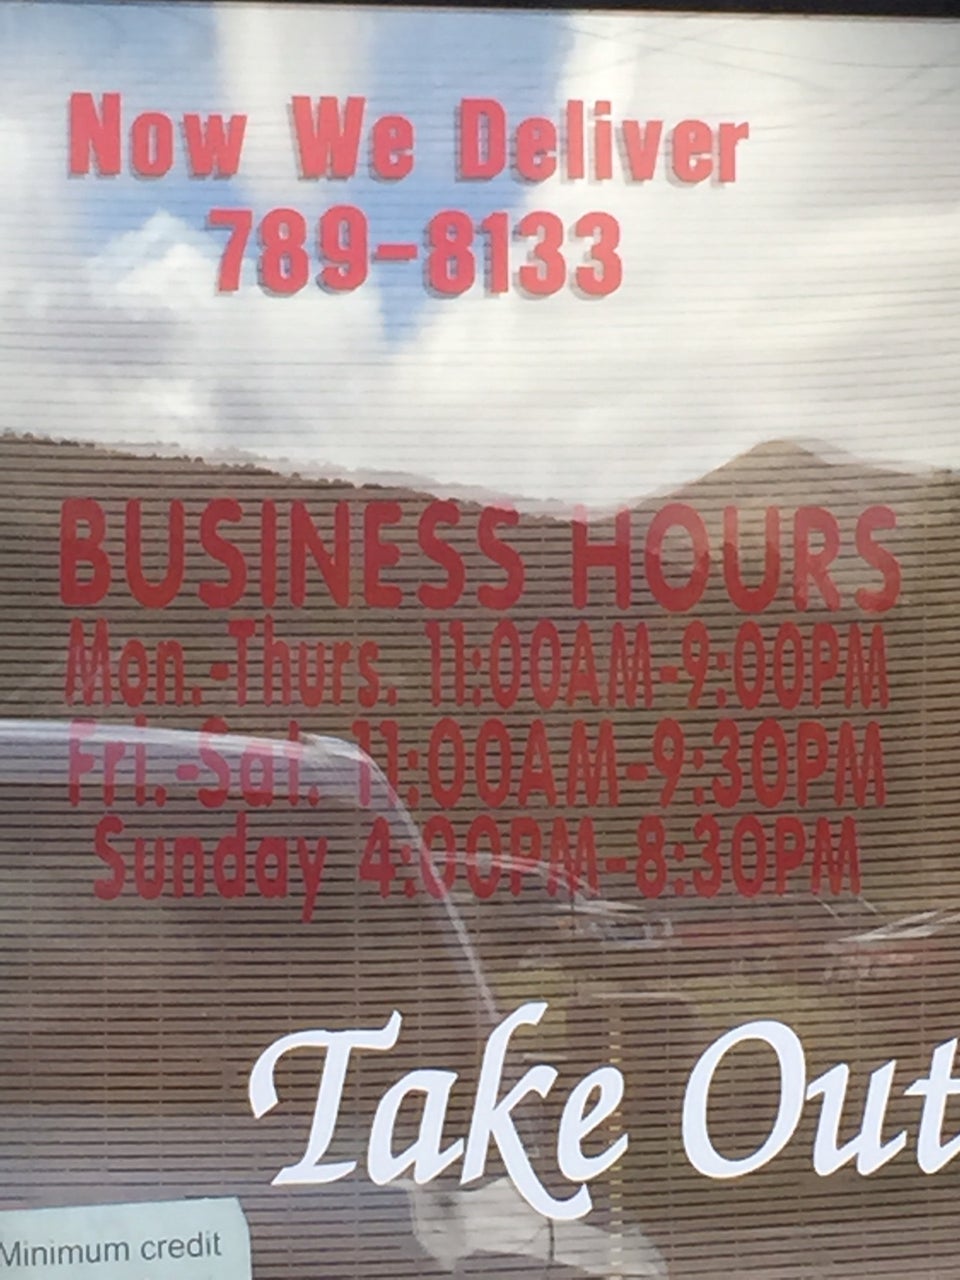 Now We Deliver
789-8133
BUSINESS HOURS
Mon.-Thurs. 11:00AM-9:00PM
Fri.-Sat. 11:00AM-9:30PM
Sunday 4:00PM-8:30PM
Take Out
Minimum credit